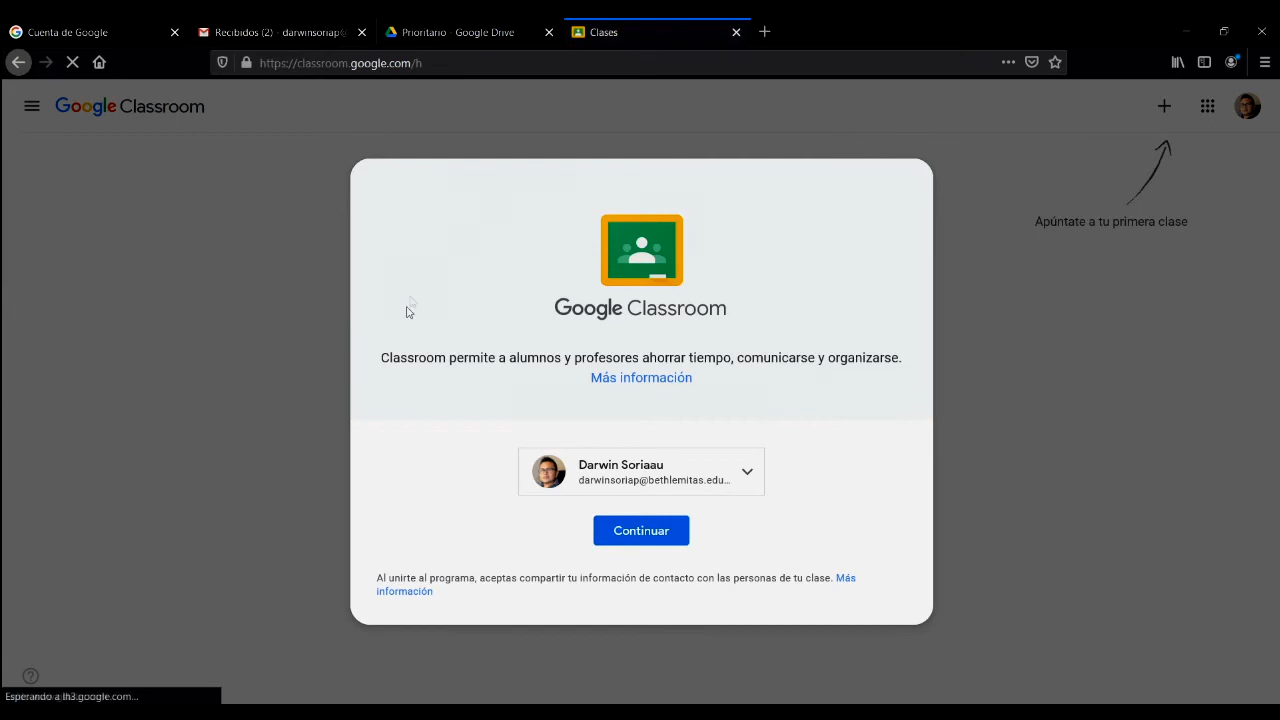 Cuenta de Google
Recibidos (2) - darwinsoriap@
Prioritario - Google Drive
Clases
https://classroom.google.com/h
Google Classroom
Apúntate a tu primera clase
Google Classroom
Classroom permite a alumnos y profesores ahorrar tiempo, comunicarse y organizarse.
Más información
Darwin Soriaau
darwinsoriap@bethlemitas.edu...
Continuar
Al unirte al programa, aceptas compartir tu información de contacto con las personas de tu clase. Más
información
Esperando a lh3.google.com...